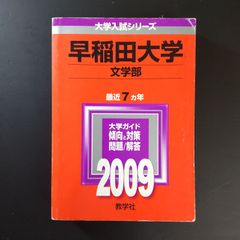 大学入試シリーズ
早稲田大学
文学部
最近7ヵ年
大学ガイド
傾向と対策
問題/解答
2009
教学社